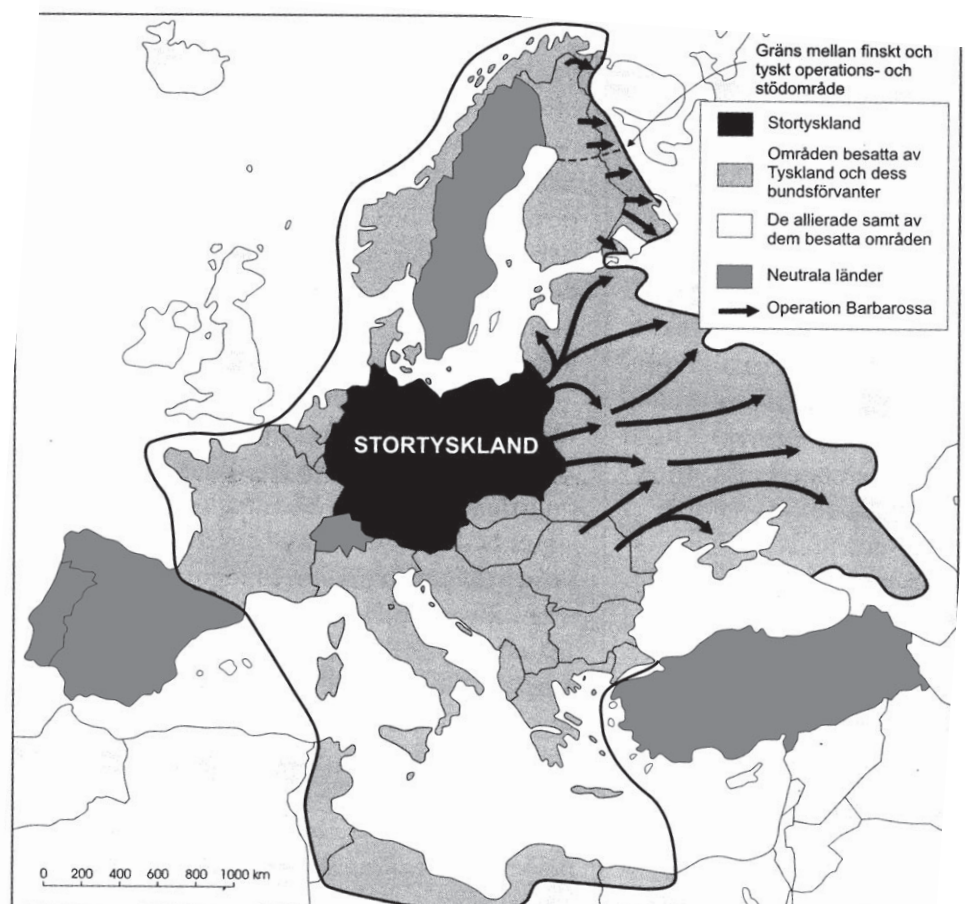 Gräns mellan finskt och
tyskt operations- och
stödområde
Stortyskland
Områden besatta av
Tyskland och dess
bundsförvanter
De allierade samt av
dem besatta områden
Neutrala länder
Operation Barbarossa
STORTYSKLAND
0 200 400 600 800 1000 km